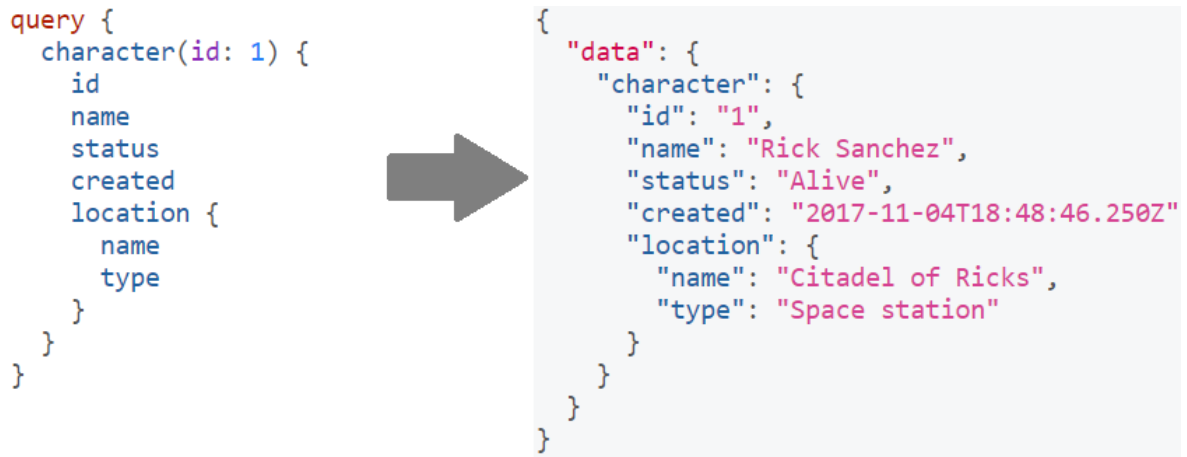 query {
  character(id: 1) {
    id
    name
    status
    created
    location {
      name
      type
    }
  }
}
{
  "data": {
    "character": {
      "id": "1",
      "name": "Rick Sanchez",
      "status": "Alive",
      "created": "2017-11-04T18:48:46.250Z"
      "location": {
        "name": "Citadel of Ricks",
        "type": "Space station"
      }
    }
  }
}